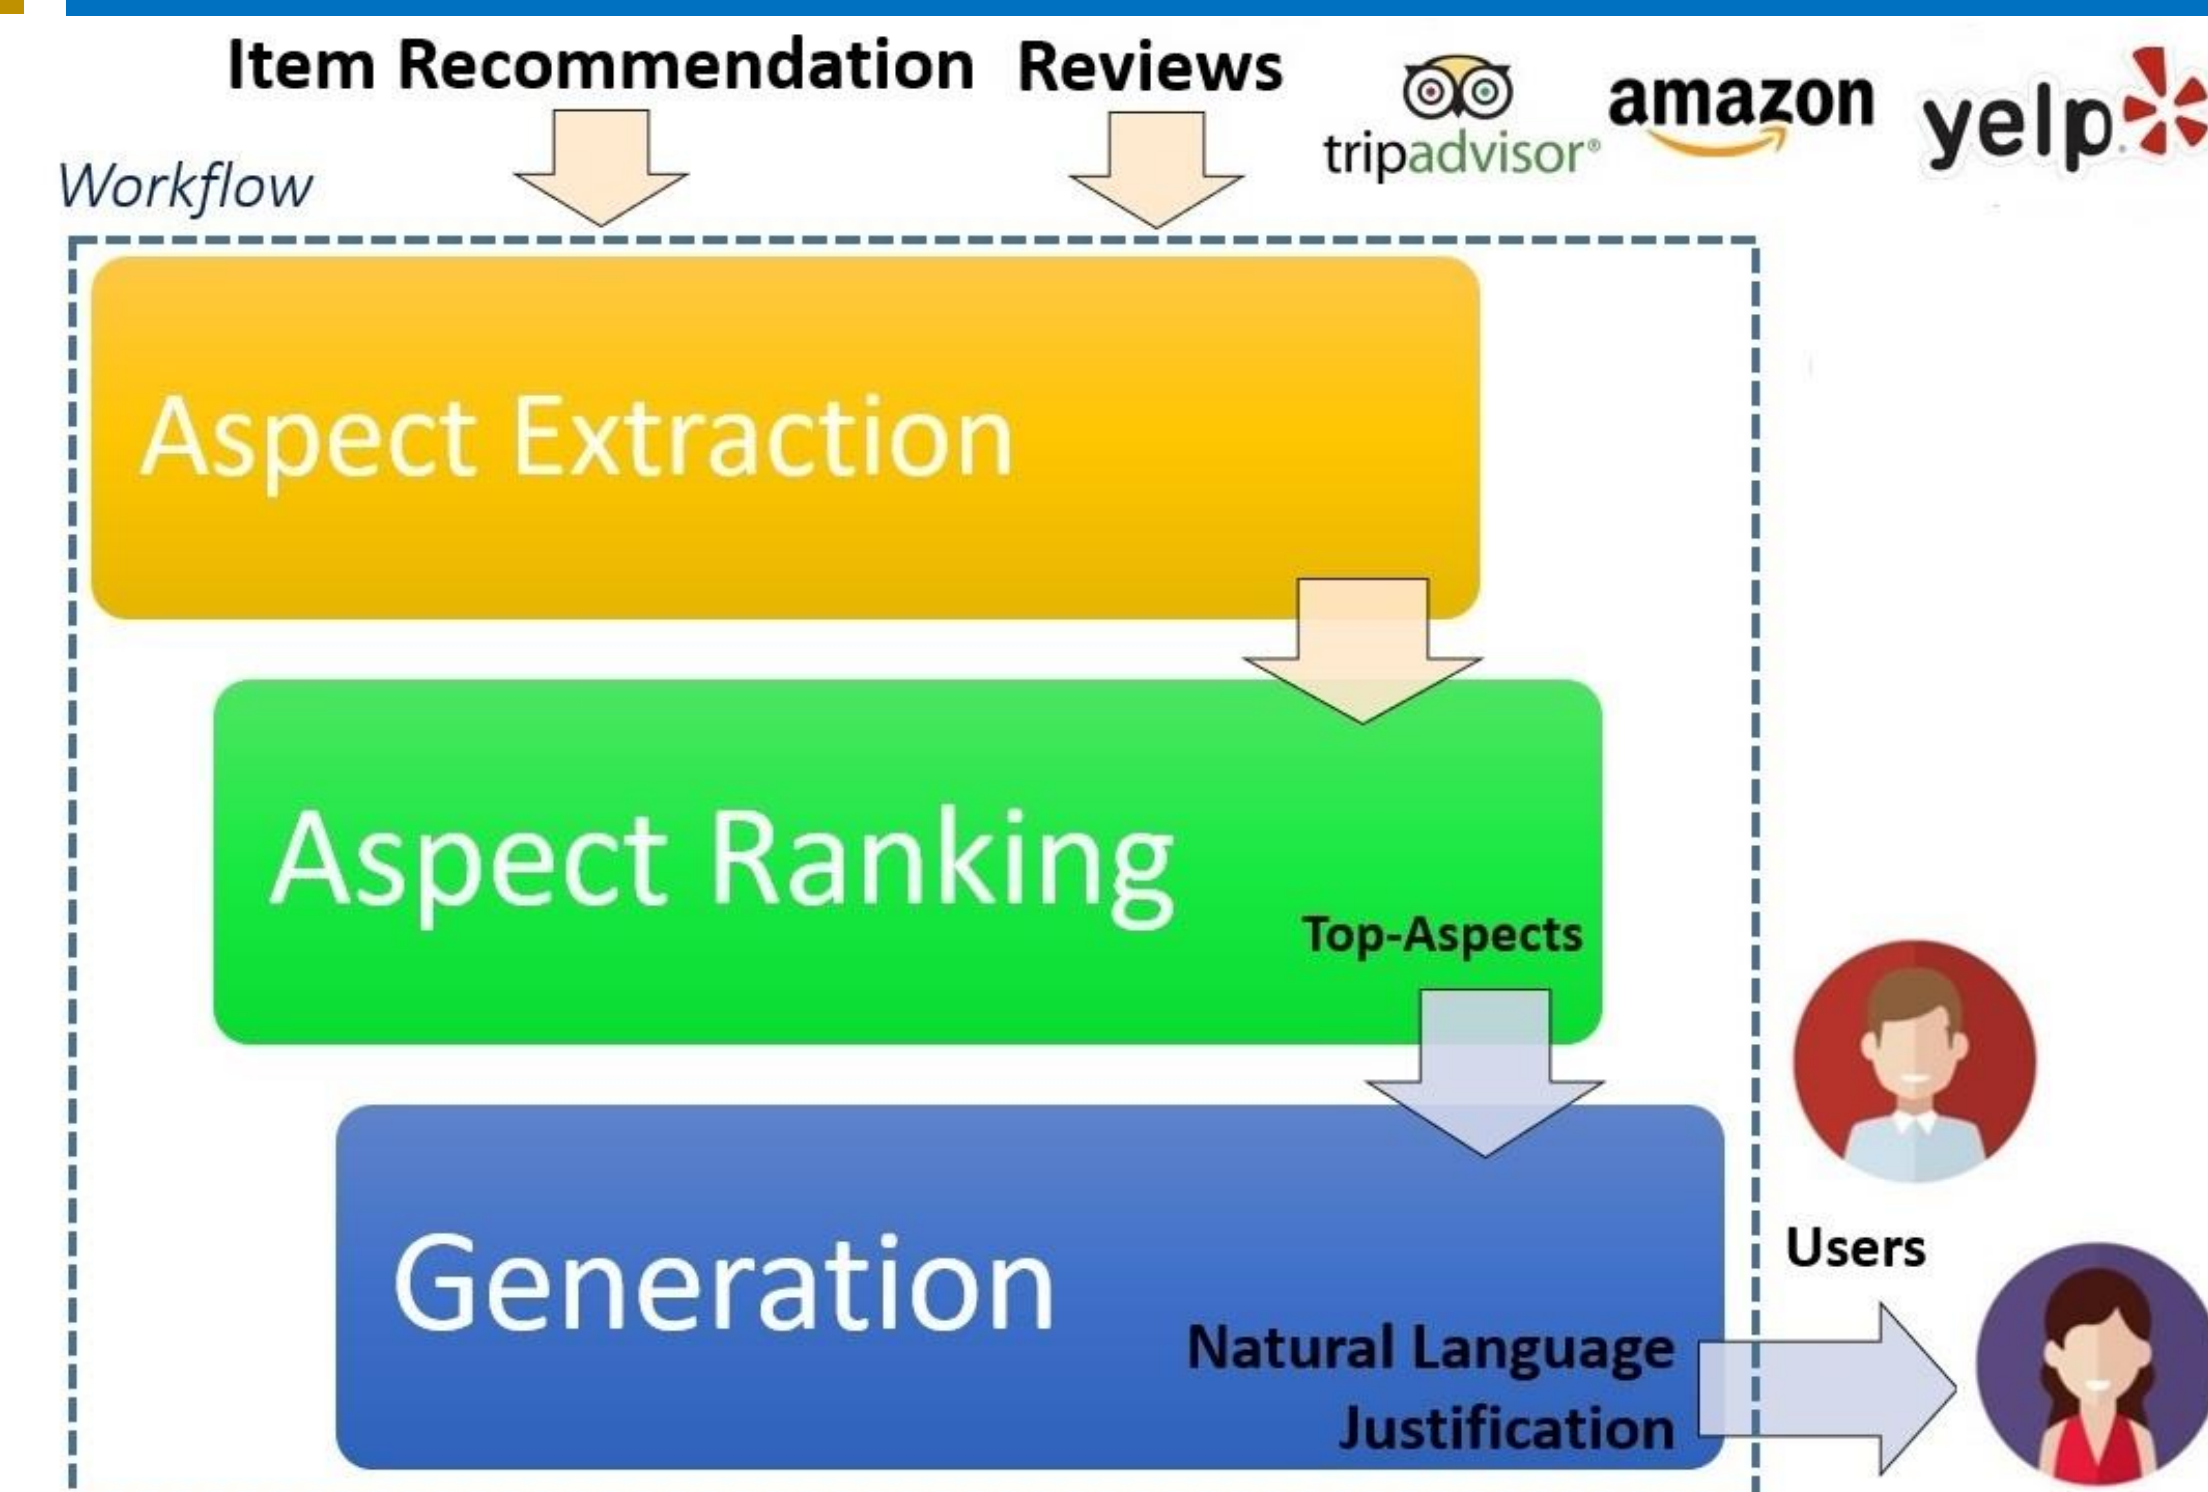 Item Recommendation Reviews
tripadvisor®
amazon
yelp
Workflow
Aspect Extraction
Aspect Ranking
Top-Aspects
Generation
Users
Natural Language
Justification